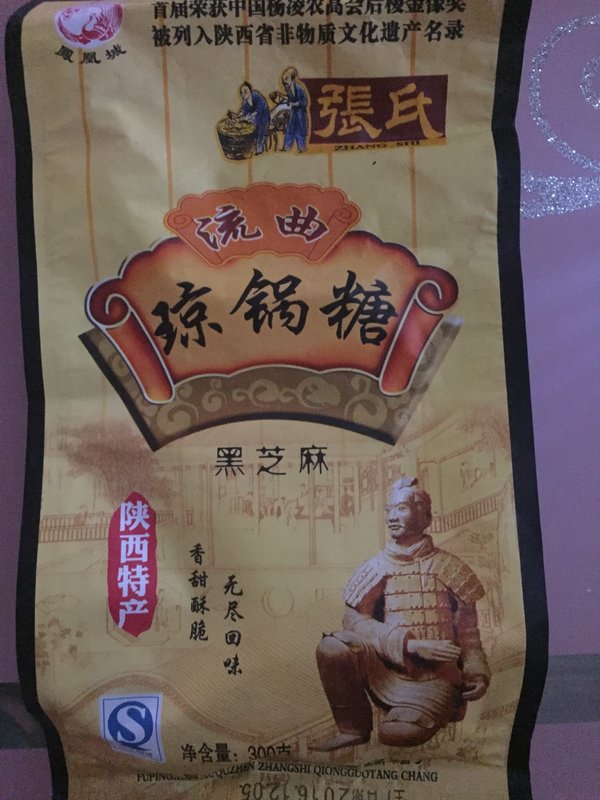 首届荣获中国杨凌农高会后稷金像奖
被列入陕西省非物质文化遗产名录
鳳凰城
張氏
ZHANG SHI
流曲
琼锅糖
黑芝麻
陕西特产
香甜酥脆
无尽回味
S
净含量：300克
QUZHEN ZHANGSHI QIONGGUOTANG CHANG
2016.12.05